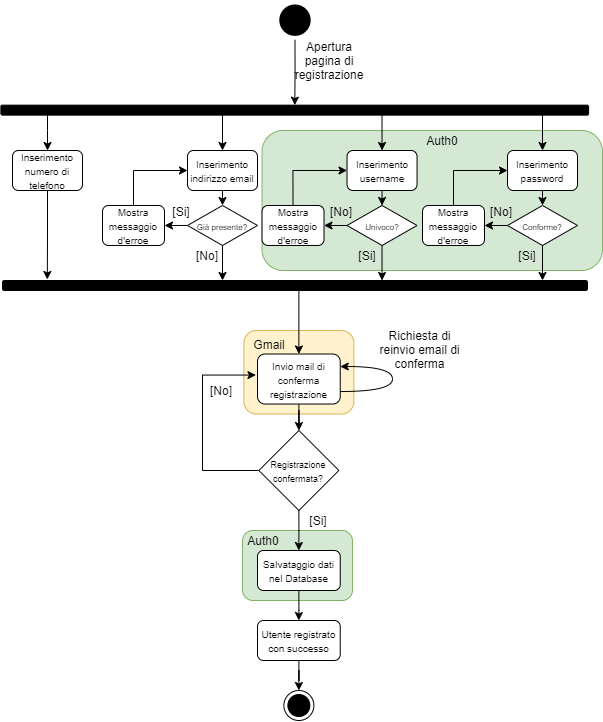 Apertura
pagina di
registrazione
Auth0
Inserimento
numero di
telefono
Inserimento
indirizzo email
Inserimento
username
Inserimento
password
Mostra
messaggio
d'erroe
[Si]
Già presente?
[No]
Mostra
messaggio
d'erroe
[No]
Univoco?
[Si]
Mostra
messaggio
d'erroe
[No]
Conforme?
[Si]
Gmail
Invio mail di
conferma
registrazione
Richiesta di
reinvio email di
conferma
[No]
Registrazione
confermata?
[Si]
Auth0
Salvataggio dati
nel Database
Utente registrato
con successo